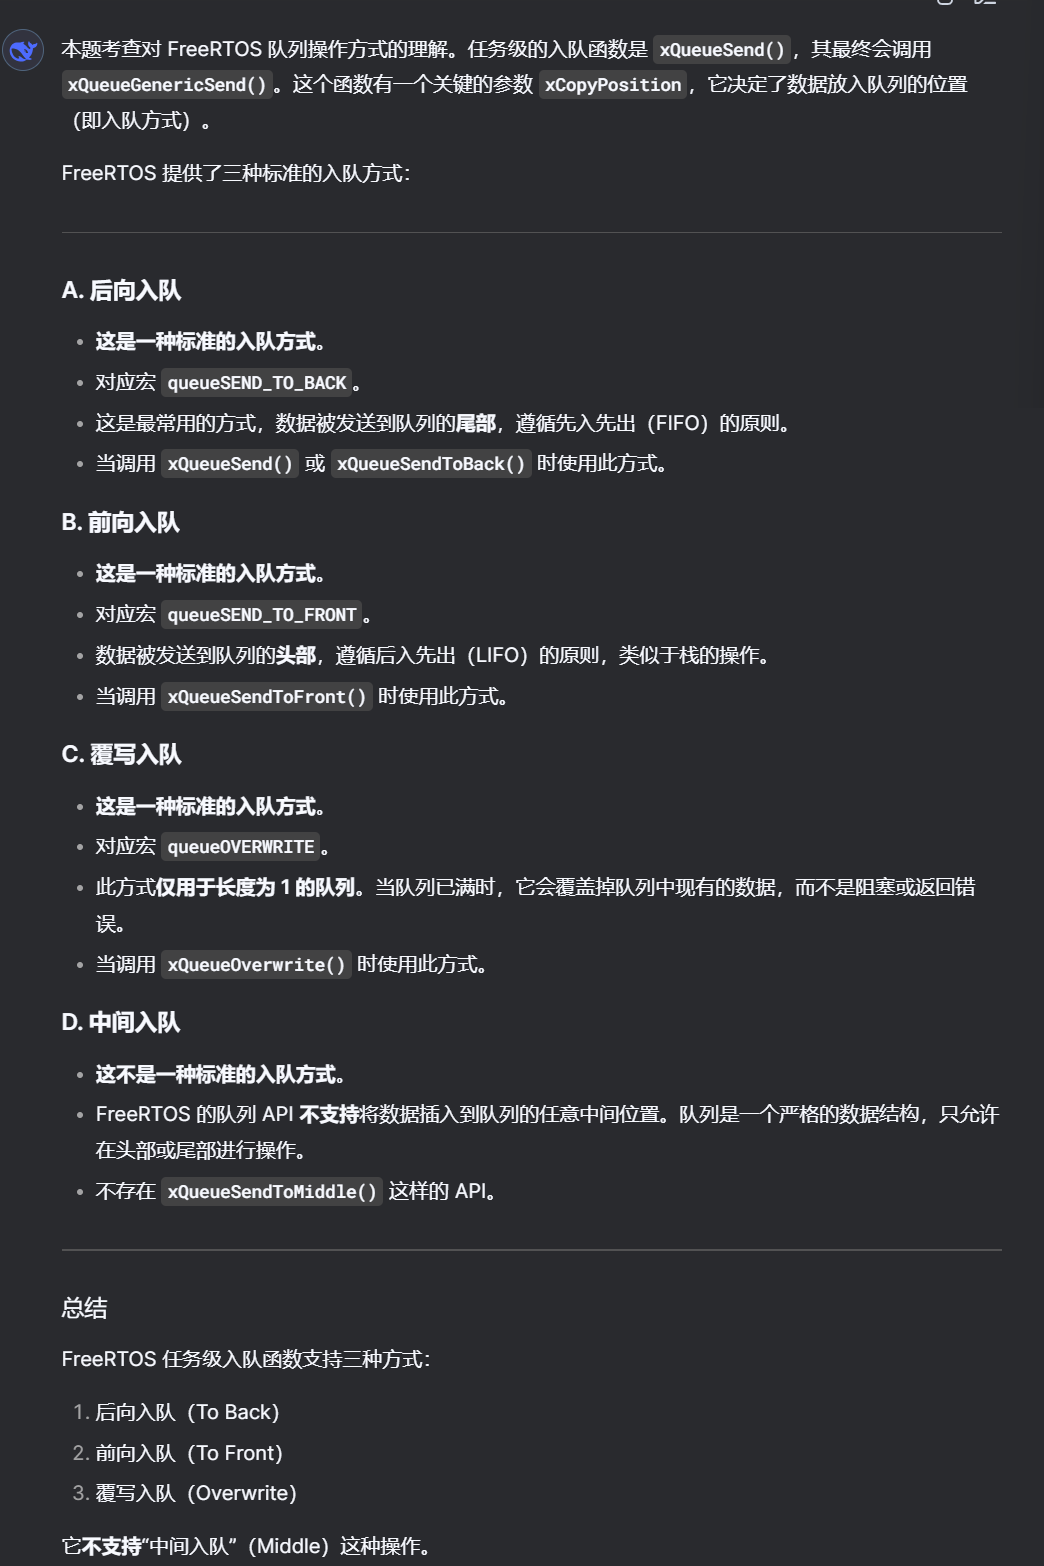 本题考查对 FreeRTOS 队列操作方式的理解。任务级的入队函数是 xQueueSend()，其最终会调用
xQueueGenericSend()。这个函数有一个关键的参数 xCopyPosition，它决定了数据放入队列的位置
（即入队方式）。
FreeRTOS 提供了三种标准的入队方式：
A. 后向入队
• 这是一种标准的入队方式。
• 对应宏 queueSEND_TO_BACK。
• 这是最常用的方式，数据被发送到队列的尾部，遵循先入先出（FIFO）的原则。
• 当调用 xQueueSend() 或 xQueueSendToBack() 时使用此方式。
B. 前向入队
• 这是一种标准的入队方式。
• 对应宏 queueSEND_TO_FRONT。
• 数据被发送到队列的头部，遵循后入先出（LIFO）的原则，类似于栈的操作。
• 当调用 xQueueSendToFront() 时使用此方式。
C. 覆写入队
• 这是一种标准的入队方式。
• 对应宏 queueOVERWRITE。
• 此方式仅用于长度为 1 的队列。当队列已满时，它会覆盖掉队列中现有的数据，而不是阻塞或返回错
误。
• 当调用 xQueueOverwrite() 时使用此方式。
D. 中间入队
• 这不是一种标准的入队方式。
• FreeRTOS 的队列 API 不支持将数据插入到队列的任意中间位置。队列是一个严格的数据结构，只允许
在头部或尾部进行操作。
• 不存在 xQueueSendToMiddle() 这样的 API。
总结
FreeRTOS 任务级入队函数支持三种方式：
1. 后向入队（To Back）
2. 前向入队（To Front）
3. 覆写入队（Overwrite）
它不支持“中间入队”（Middle）这种操作。